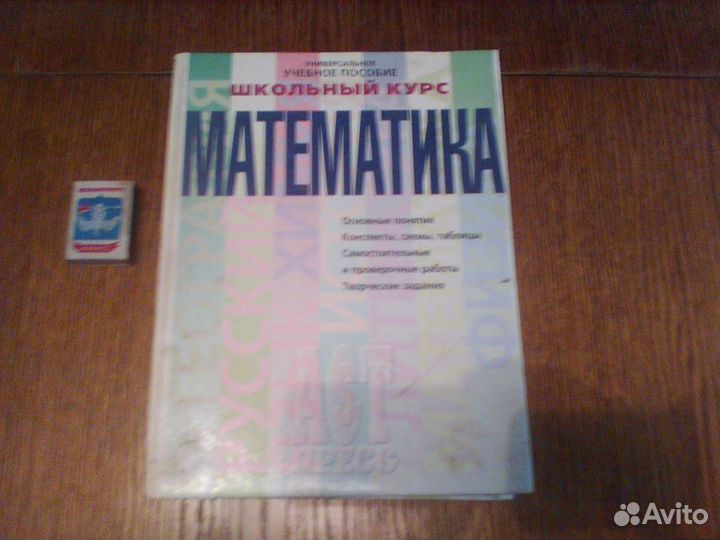 УНИВЕРСАЛЬНОЕ
УЧЕБНОЕ ПОСОБИЕ
ШКОЛЬНЫЙ КУРС
МАТЕМАТИКА
Основные понятия
Конспекты, схемы, таблицы
Самостоятельные
и проверочные работы
Творческие задания
РУССКИЙ
АСТ
ПРЕСС
Avito